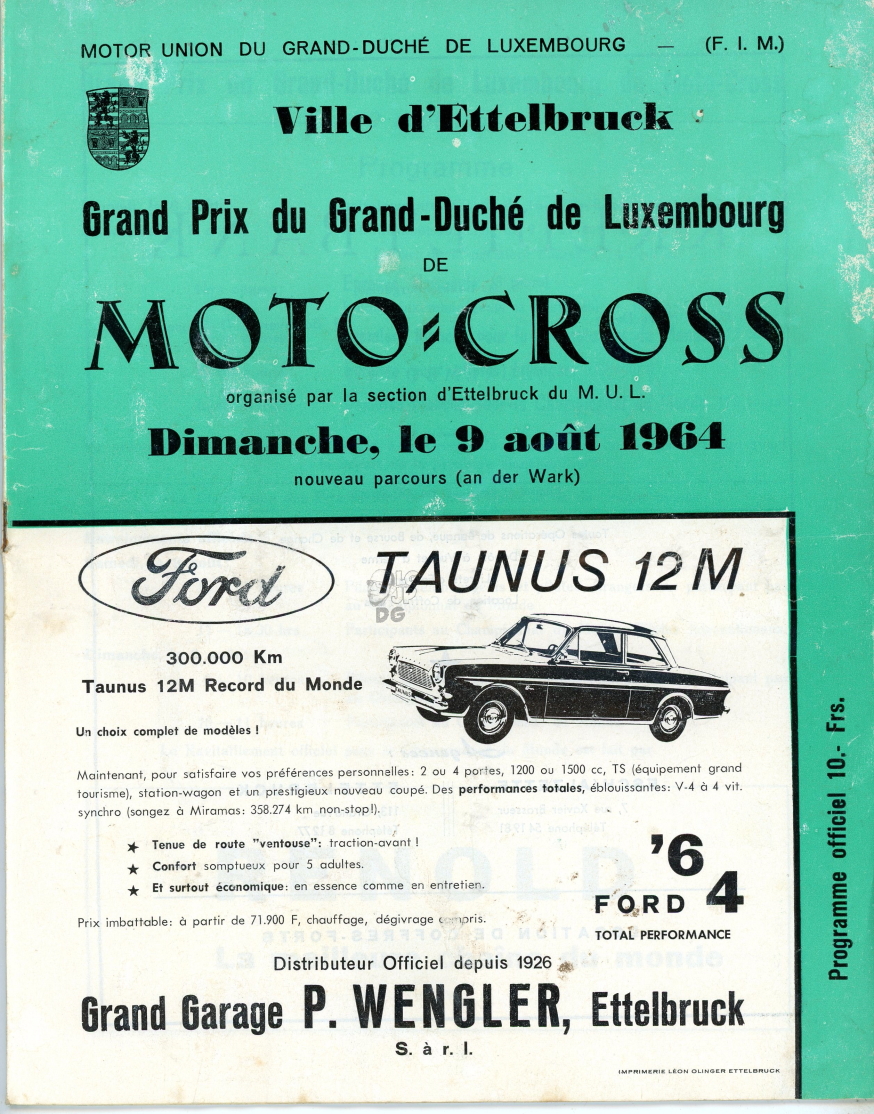 MOTOR UNION DU GRAND-DUCHÉ DE LUXEMBOURG — (F. I. M.)
Ville d'Ettelbruck
Grand Prix du Grand-Duché de Luxembourg
DE
MOTO-CROSS
organisé par la section d'Ettelbruck du M. U. L.
Dimanche, le 9 août 1964
nouveau parcours (an der Wark)
Ford
TAUNUS 12M
300.000 Km
Taunus 12M Record du Monde
TAUNUS
Un choix complet de modèles !
Maintenant, pour satisfaire vos préférences personnelles: 2 ou 4 portes, 1200 ou 1500 cc, TS (équipement grand
tourisme), station-wagon et un prestigieux nouveau coupé. Des performances totales, éblouissantes: V-4 à 4 vit.
synchro (songez à Miramas: 358.274 km non-stop!).
★ Tenue de route "ventouse": traction-avant !
★ Confort somptueux pour 5 adultes.
★ Et surtout économique: en essence comme en entretien.
Prix imbattable: à partir de 71.900 F, chauffage, dégivrage compris.
'64
FORD
TOTAL PERFORMANCE
Distributeur Officiel depuis 1926
Grand Garage P. WENGLER, Ettelbruck
S. à r. l.
IMPRIMERIE LÉON OLINGER ETTELBRUCK
Programme officiel 10,- Frs.